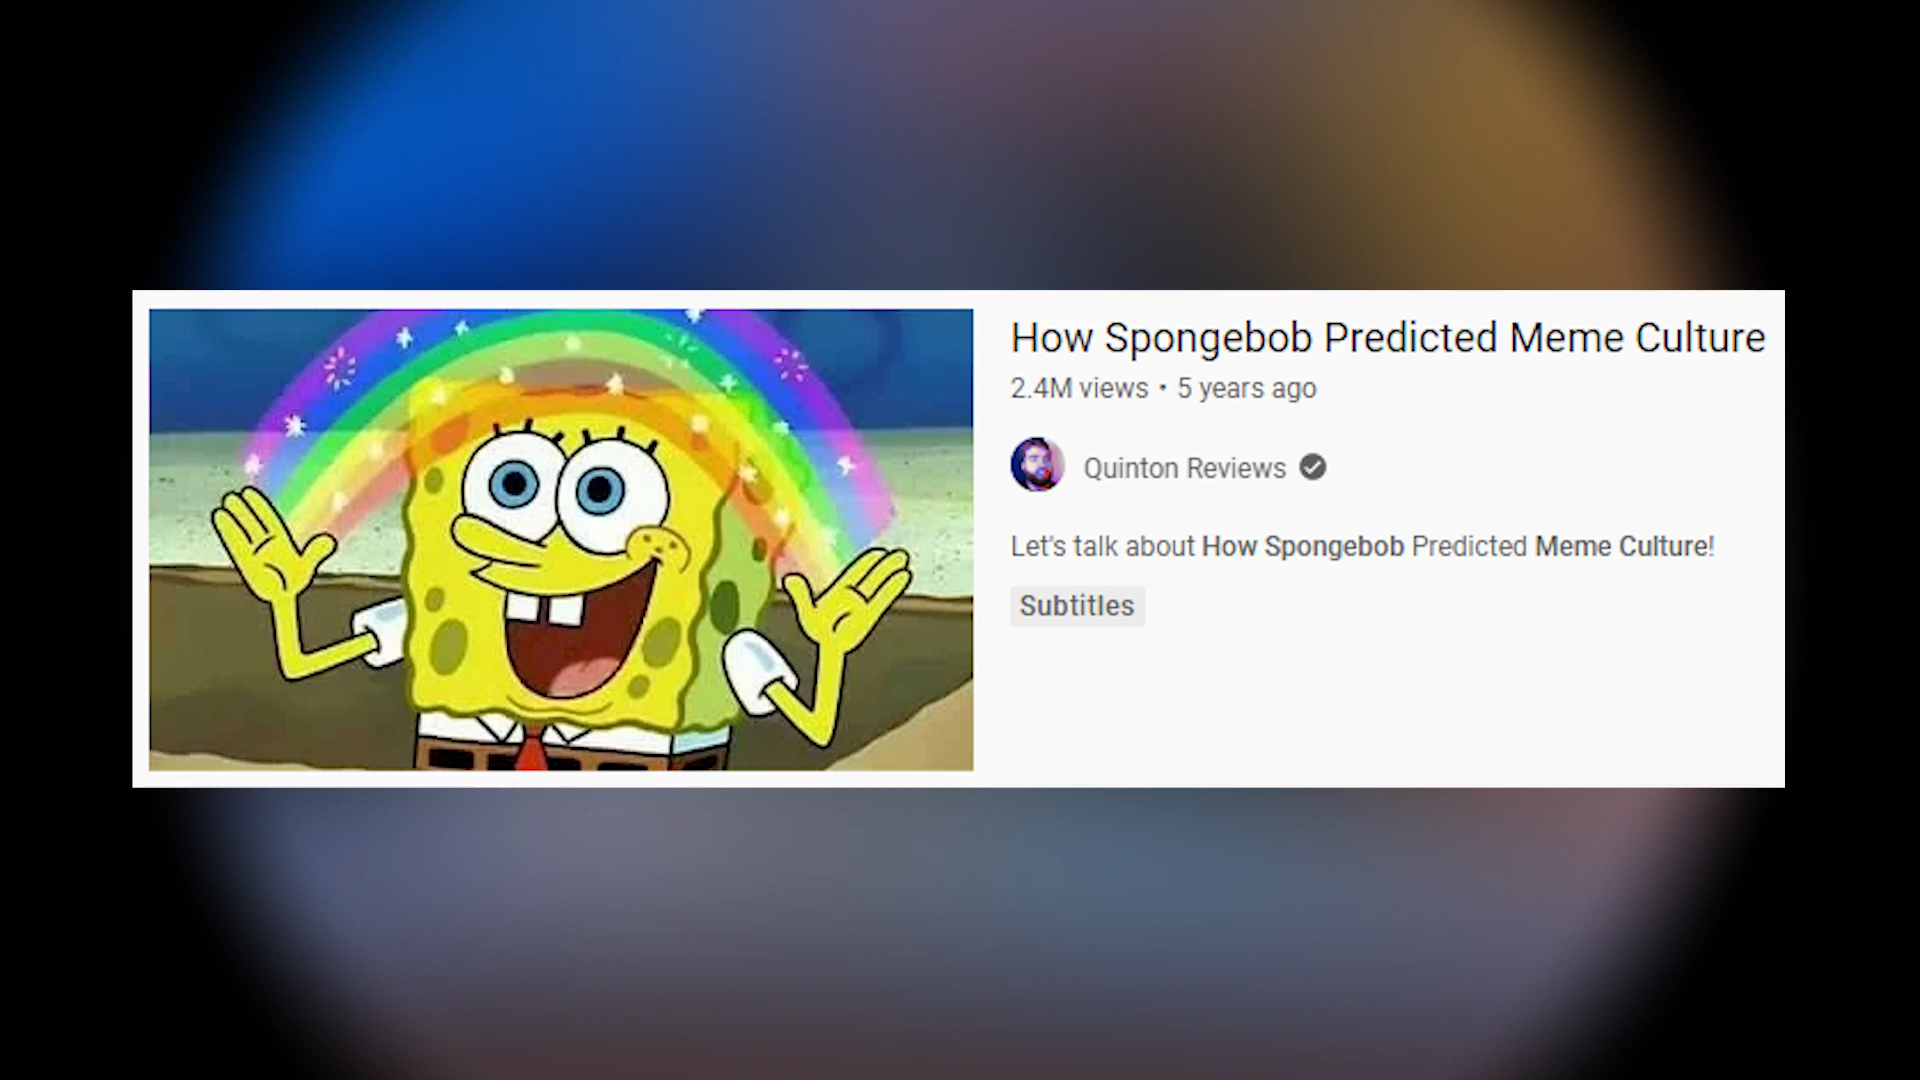 How Spongebob Predicted Meme Culture
2.4M views • 5 years ago
Quinton Reviews
Let's talk about How Spongebob Predicted Meme Culture!
Subtitles